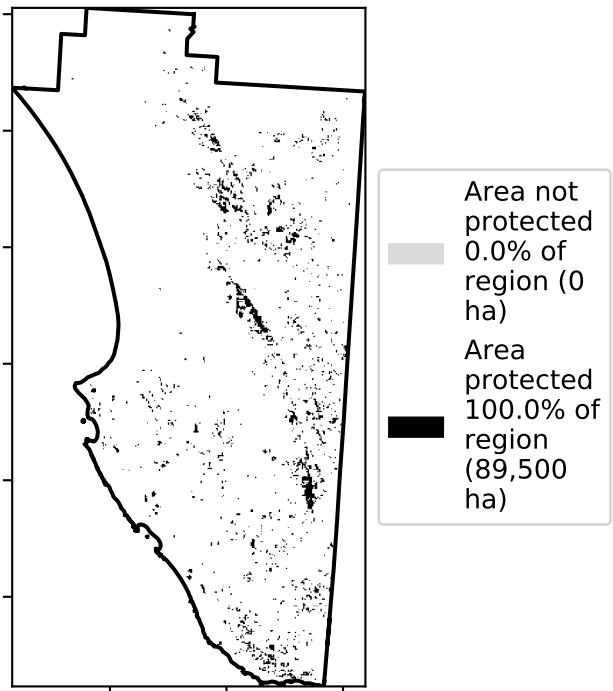 Area not
protected
0.0% of
region (0
ha)
Area
protected
100.0% of
region
(89,500
ha)